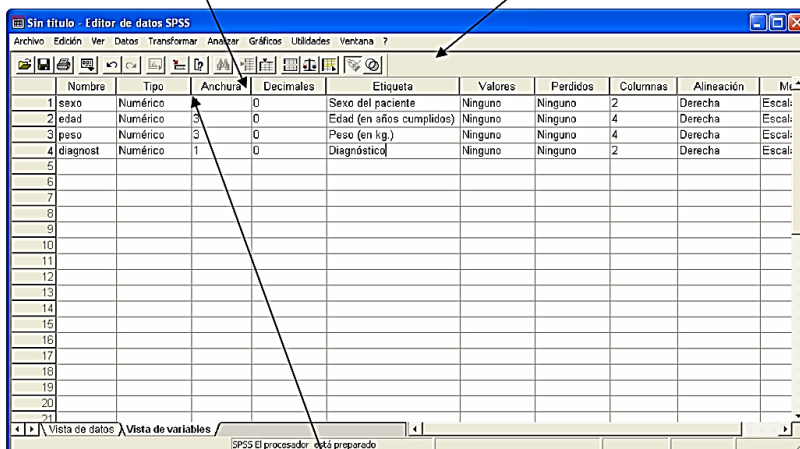 Sin título - Editor de datos SPSS
Archivo Edición Ver Datos Transformar Analizar Gráficos Utilidades Ventana ?
Nombre Tipo Anchura Decimales Etiqueta Valores Perdidos Columnas Alineación
1 sexo Numérico 0 Sexo del paciente Ninguno Ninguno 2 Derecha Escal
2 edad Numérico 3 0 Edad (en años cumplidos) Ninguno Ninguno 4 Derecha Escal
3 peso Numérico 3 0 Peso (en kg.) Ninguno Ninguno 4 Derecha Escal
4 diagnost Numérico 1 0 Diagnóstico Ninguno Ninguno 2 Derecha Escal
5
6
7
8
9
10
11
12
13
14
15
16
17
18
19
20
21
Vista de datos Vista de variables
SPSS El procesador está preparado